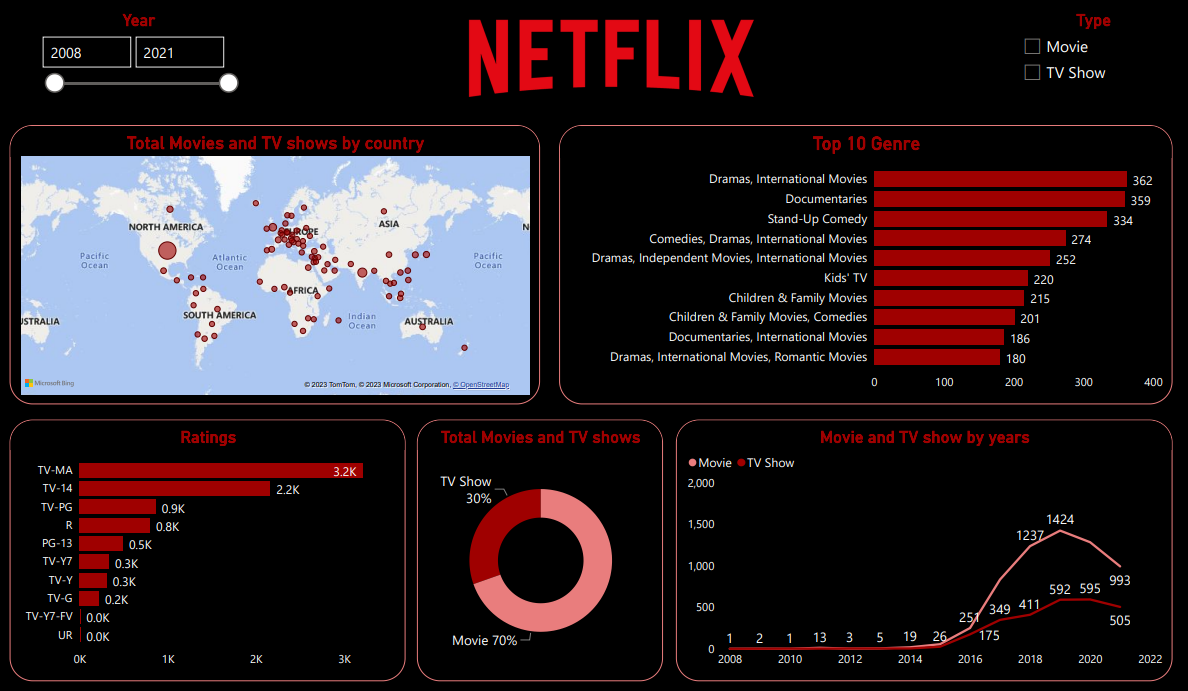 Year
2008
2021
NETFLIX
Type
Movie
TV Show
Total Movies and TV shows by country
NORTH AMERICA
EUROPE
ASIA
Pacific
Ocean
Atlantic
Ocean
Pacific
Ocean
N
AFRICA
Indian
Ocean
SOUTH AMERICA
USTRALIA
AUSTRALIA
Microsoft Bing
© 2023 TomTom, © 2023 Microsoft Corporation, © OpenStreetMap
Top 10 Genre
Dramas, International Movies 362
Documentaries 359
Stand-Up Comedy 334
Comedies, Dramas, International Movies 274
Dramas, Independent Movies, International Movies 252
Kids' TV 220
Children & Family Movies 215
Children & Family Movies, Comedies 201
Documentaries, International Movies 186
Dramas, International Movies, Romantic Movies 180
0 100 200 300 400
Ratings
TV-MA 3.2K
TV-14 2.2K
TV-PG 0.9K
R 0.8K
PG-13 0.5K
TV-Y7 0.3K
TV-Y 0.3K
TV-G 0.2K
TV-Y7-FV 0.0K
UR 0.0K
0K 1K 2K 3K
Total Movies and TV shows
TV Show
30%
Movie 70%
Movie and TV show by years
Movie TV Show
2,000
1,500
1,000
500
0
1 2 1 13 3 5 19 26 251 175 349 1237 411 1424 592 595 993 505
2008 2010 2012 2014 2016 2018 2020 2022